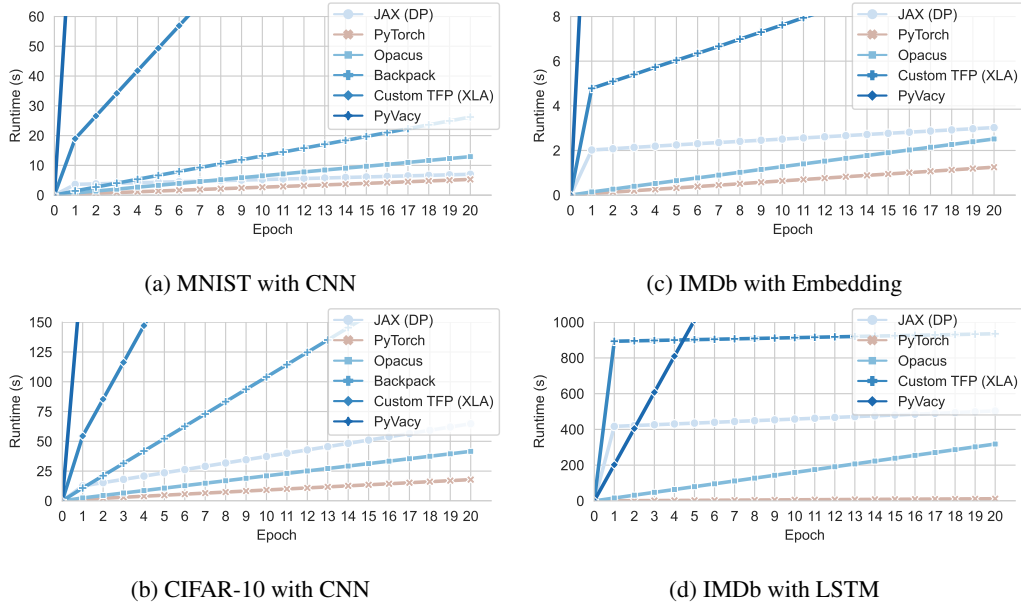 60
50
40
30
20
10
0
Runtime (s)
0 1 2 3 4 5 6 7 8 9 10 11 12 13 14 15 16 17 18 19 20
Epoch
JAX (DP)
PyTorch
Opacus
Backpack
Custom TFP (XLA)
PyVacy
(a) MNIST with CNN
8
6
4
2
0
Runtime (s)
0 1 2 3 4 5 6 7 8 9 10 11 12 13 14 15 16 17 18 19 20
Epoch
JAX (DP)
PyTorch
Opacus
Custom TFP (XLA)
PyVacy
(c) IMDb with Embedding
150
125
100
75
50
25
0
Runtime (s)
0 1 2 3 4 5 6 7 8 9 10 11 12 13 14 15 16 17 18 19 20
Epoch
JAX (DP)
PyTorch
Opacus
Backpack
Custom TFP (XLA)
PyVacy
(b) CIFAR-10 with CNN
1000
800
600
400
200
0
Runtime (s)
0 1 2 3 4 5 6 7 8 9 10 11 12 13 14 15 16 17 18 19 20
Epoch
JAX (DP)
PyTorch
Opacus
Custom TFP (XLA)
PyVacy
(d) IMDb with LSTM